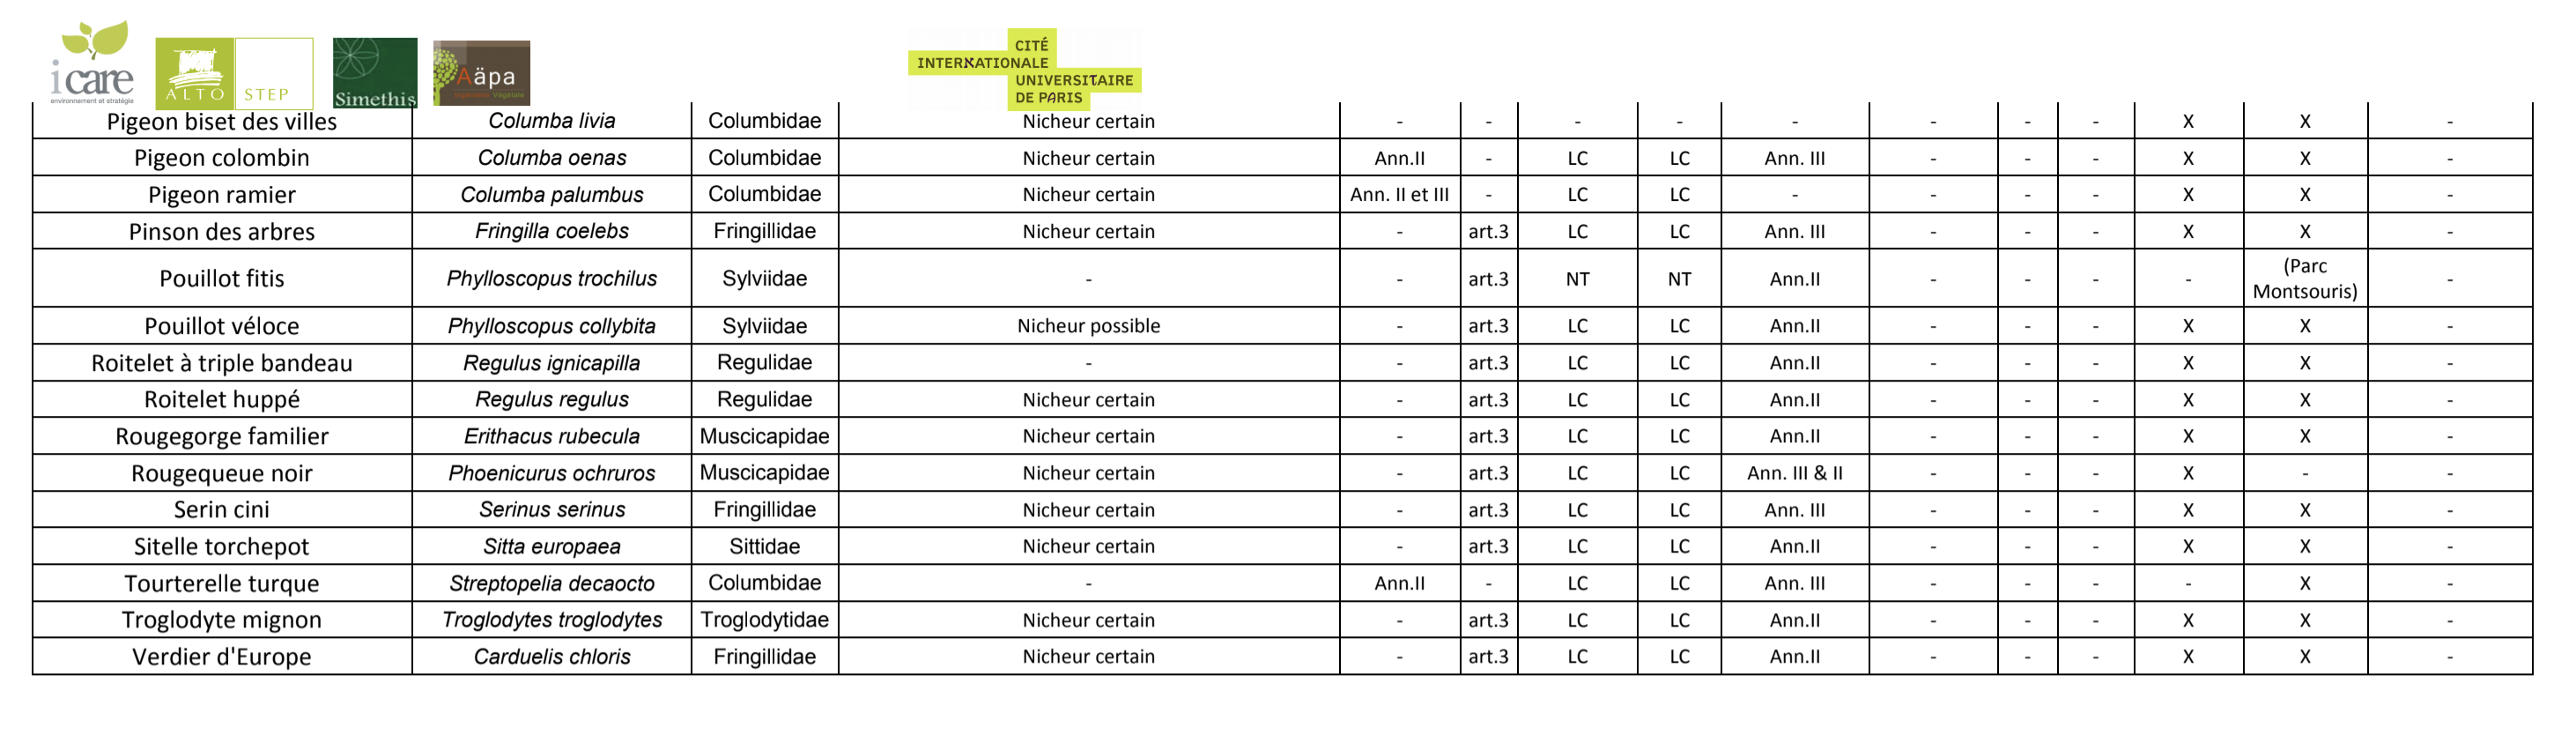 icare
environnement et stratégie
ALTO STEP
Simethis
Aäpa
CITÉ
INTERNATIONALE
UNIVERSITAIRE
DE PARIS
Pigeon biset des villes Columba livia Columbidae Nicheur certain - - - - - - - - X X -
Pigeon colombin Columba oenas Columbidae Nicheur certain Ann.II - LC LC Ann. III - - - X X -
Pigeon ramier Columba palumbus Columbidae Nicheur certain Ann. II et III - LC LC - - - - X X -
Pinson des arbres Fringilla coelebs Fringillidae Nicheur certain - art.3 LC LC Ann. III - - - X X -
Pouillot fitis Phylloscopus trochilus Sylviidae - - art.3 NT NT Ann.II - - - - (Parc
Montsouris) -
Pouillot véloce Phylloscopus collybita Sylviidae Nicheur possible - art.3 LC LC Ann.II - - - X X -
Roitelet à triple bandeau Regulus ignicapilla Regulidae - - art.3 LC LC Ann.II - - - X X -
Roitelet huppé Regulus regulus Regulidae Nicheur certain - art.3 LC LC Ann.II - - - X X -
Rougegorge familier Erithacus rubecula Muscicapidae Nicheur certain - art.3 LC LC Ann.II - - - X X -
Rougequeue noir Phoenicurus ochruros Muscicapidae Nicheur certain - art.3 LC LC Ann. III & II - - - X - -
Serin cini Serinus serinus Fringillidae Nicheur certain - art.3 LC LC Ann. III - - - X X -
Sitelle torchepot Sitta europaea Sittidae Nicheur certain - art.3 LC LC Ann.II - - - X X -
Tourterelle turque Streptopelia decaocto Columbidae - Ann.II - LC LC Ann. III - - - - X -
Troglodyte mignon Troglodytes troglodytes Troglodytidae Nicheur certain - art.3 LC LC Ann.II - - - X X -
Verdier d'Europe Carduelis chloris Fringillidae Nicheur certain - art.3 LC LC Ann.II - - - X X -